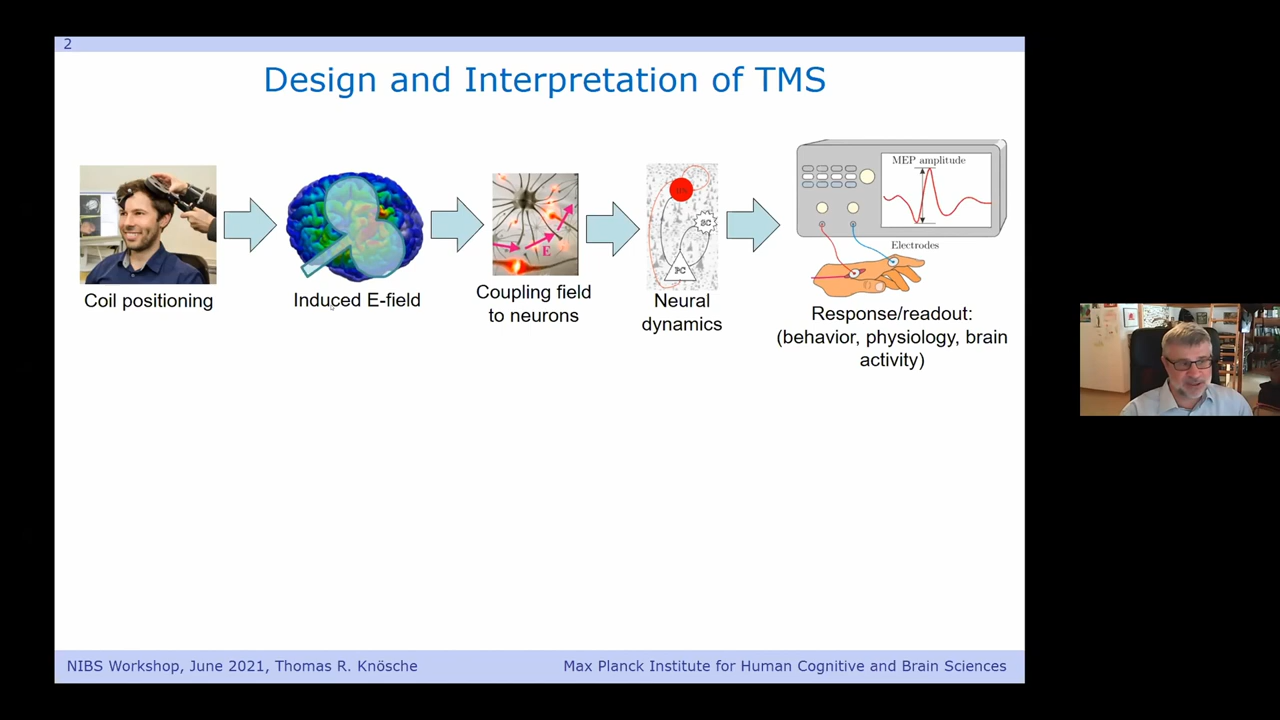 2
Design and Interpretation of TMS
MEP amplitude
Electrodes
E
SC
PC
Coil positioning
Induced E-field
Coupling field
to neurons
Neural
dynamics
Response/readout:
(behavior, physiology, brain
activity)
NIBS Workshop, June 2021, Thomas R. Knösche
Max Planck Institute for Human Cognitive and Brain Sciences